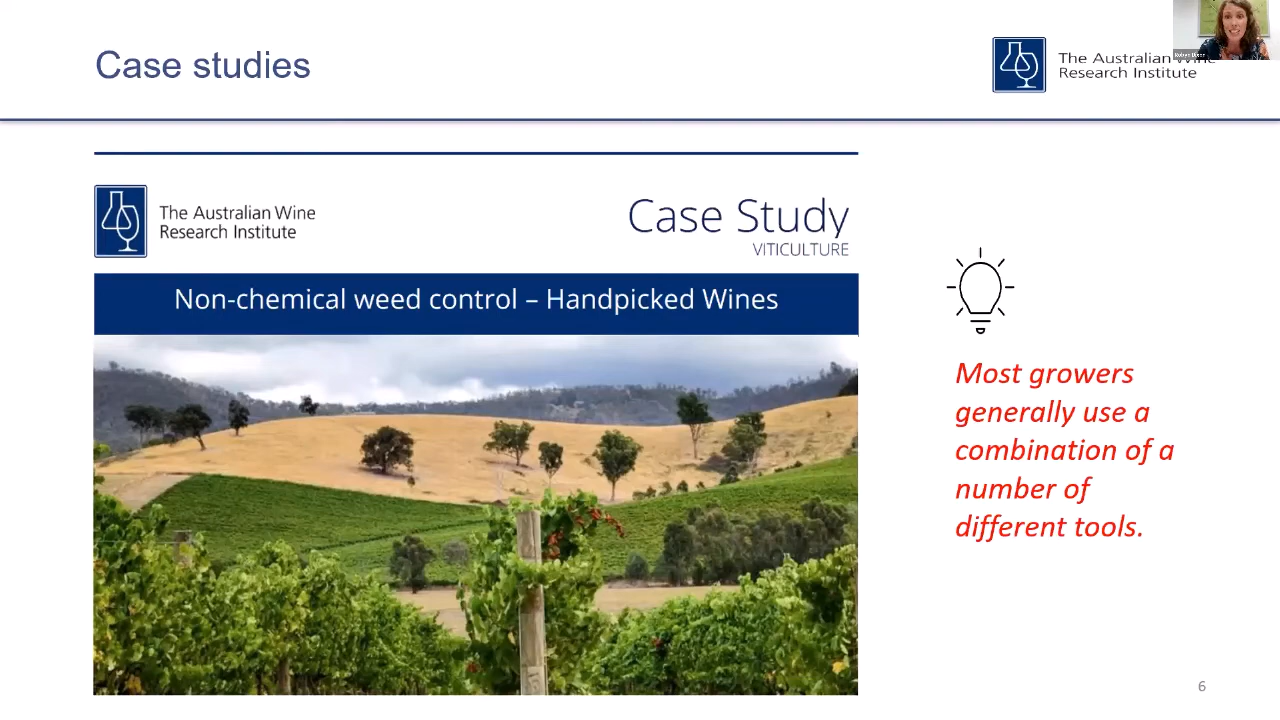 Case studies
The Australian Wine
Research Institute
The Australian Wine
Research Institute
Case Study
VITICULTURE
Non-chemical weed control – Handpicked Wines
Most growers
generally use a
combination of a
number of
different tools.
6